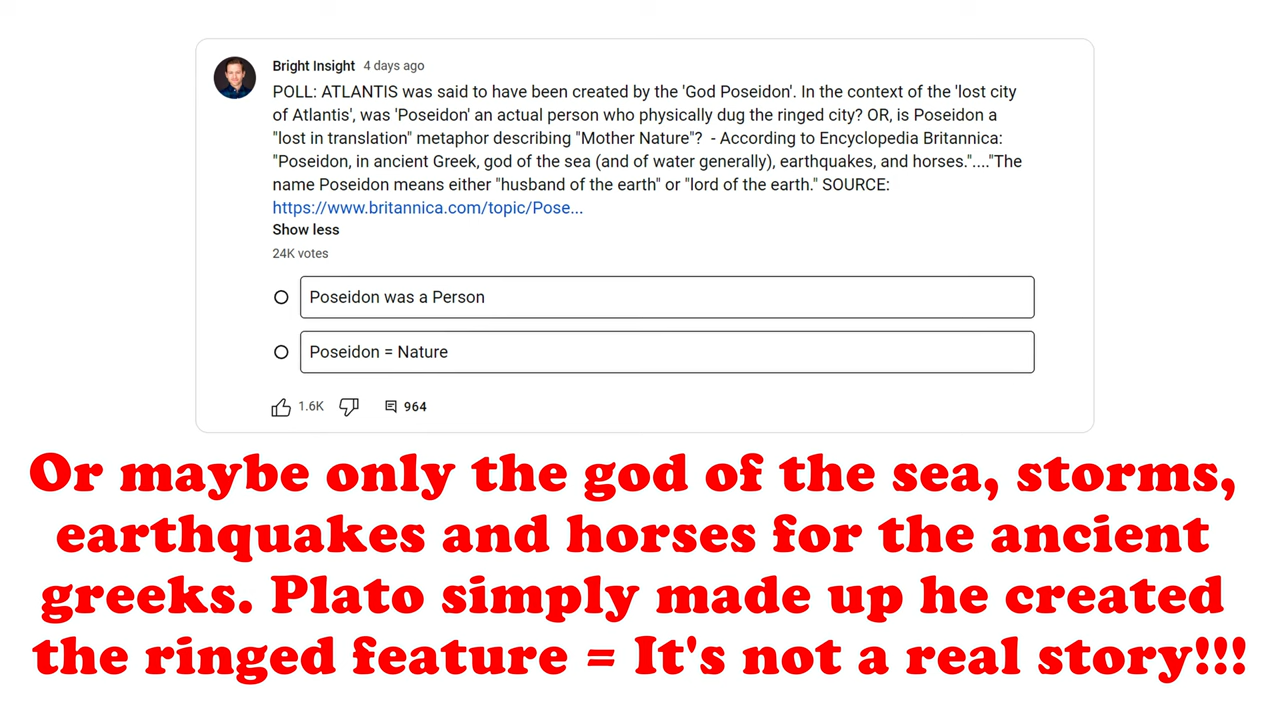 Bright Insight 4 days ago
POLL: ATLANTIS was said to have been created by the 'God Poseidon'. In the context of the 'lost city
of Atlantis', was 'Poseidon' an actual person who physically dug the ringed city? OR, is Poseidon a
"lost in translation" metaphor describing "Mother Nature"?  - According to Encyclopedia Britannica:
"Poseidon, in ancient Greek, god of the sea (and of water generally), earthquakes, and horses."...."The
name Poseidon means either "husband of the earth" or "lord of the earth." SOURCE:
https://www.britannica.com/topic/Pose...
Show less
24K votes
Poseidon was a Person
Poseidon = Nature
1.6K 964
Or maybe only the god of the sea, storms,
earthquakes and horses for the ancient
greeks. Plato simply made up he created
the ringed feature = It's not a real story!!!